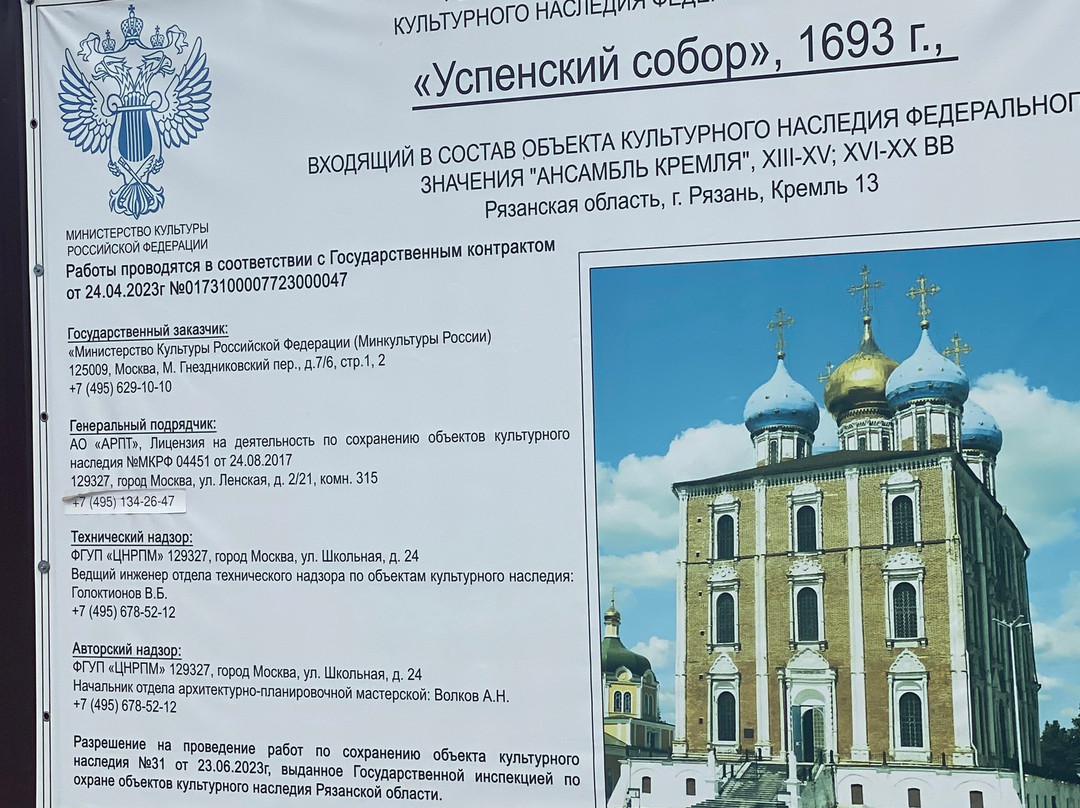 КУЛЬТУРНОГО НАСЛЕДИЯ
«Успенский собор», 1693 г.,
ВХОДЯЩИЙ В СОСТАВ ОБЪЕКТА КУЛЬТУРНОГО НАСЛЕДИЯ ФЕДЕРАЛЬНОГ
ЗНАЧЕНИЯ "АНСАМБЛЬ КРЕМЛЯ", XIII-XV; XVI-XX ВВ
Рязанская область, г. Рязань, Кремль 13
МИНИСТЕРСТВО КУЛЬТУРЫ
РОССИЙСКОЙ ФЕДЕРАЦИИ
Работы проводятся в соответствии с Государственным контрактом
от 24.04.2023г №0173100007723000047
Государственный заказчик:
«Министерство Культуры Российской Федерации (Минкультуры России)
125009, Москва, М. Гнездниковский пер., д.7/6, стр.1, 2
+7 (495) 629-10-10
Генеральный подрядчик:
АО «АРПТ», Лицензия на деятельность по сохранению объектов культурного
наследия №МКРФ 04451 от 24.08.2017
129327, город Москва, ул. Ленская, д. 2/21, комн. 315
+7 (495) 134-26-47
Технический надзор:
ФГУП «ЦНРПМ» 129327, город Москва, ул. Школьная, д. 24
Ведщий инженер отдела технического надзора по объектам культурного наследия:
Голоктионов В.Б.
+7 (495) 678-52-12
Авторский надзор:
ФГУП «ЦНРПМ» 129327, город Москва, ул. Школьная, д. 24
Начальник отдела архитектурно-планировочной мастерской: Волков А.Н.
+7 (495) 678-52-12
Разрешение на проведение работ по сохранению объекта культурного
наследия №31 от 23.06.2023г, выданное Государственной инспекцией по
охране объектов культурного наследия Рязанской области.